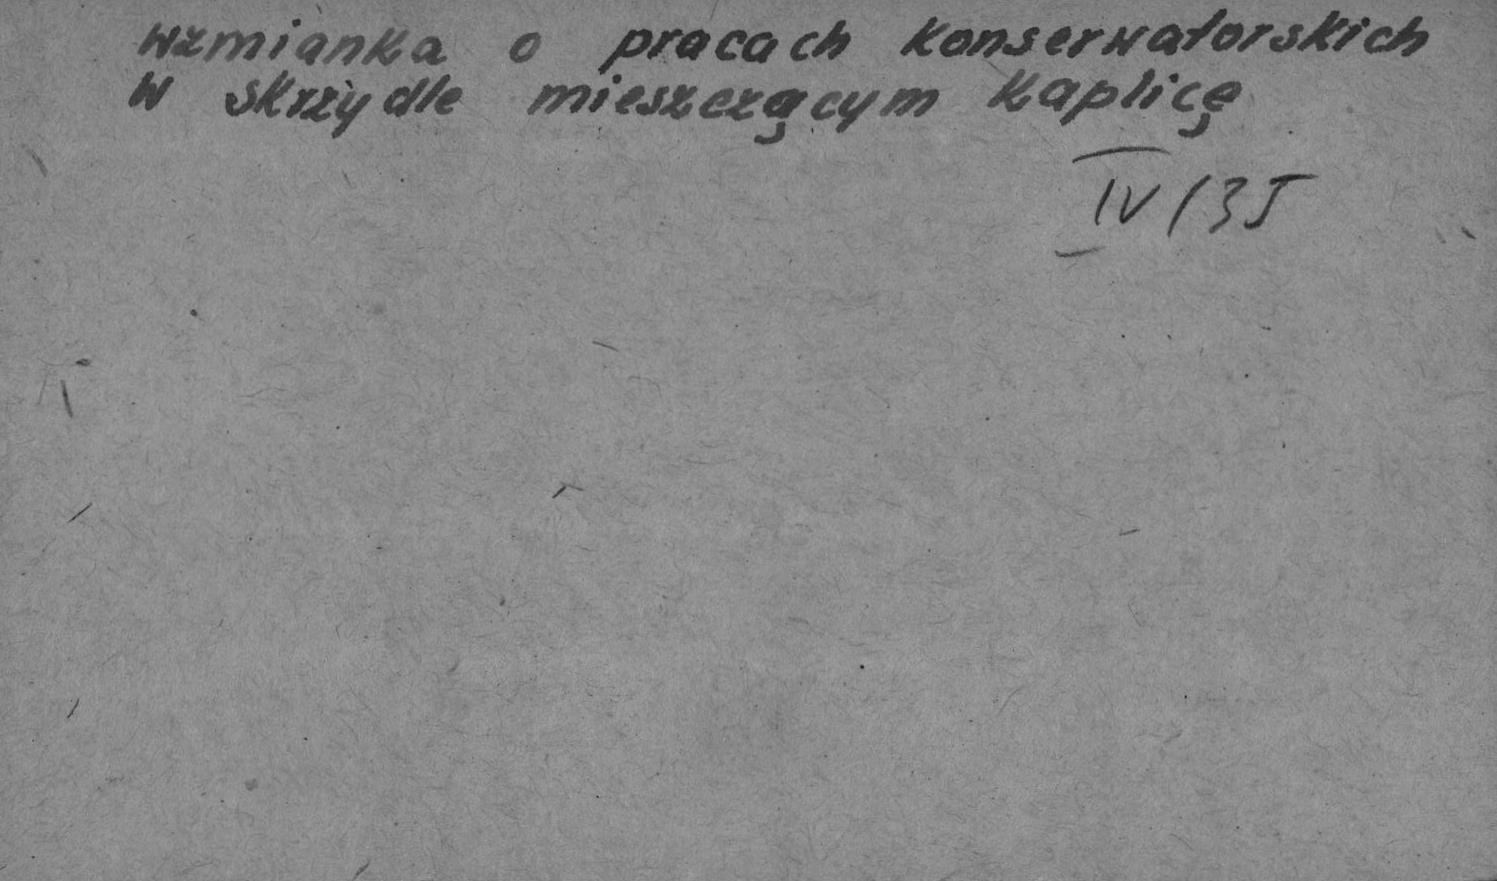 wzmianka o pracach konserwatorskich
w skrzydle mieszczącym kaplicę
IV/35